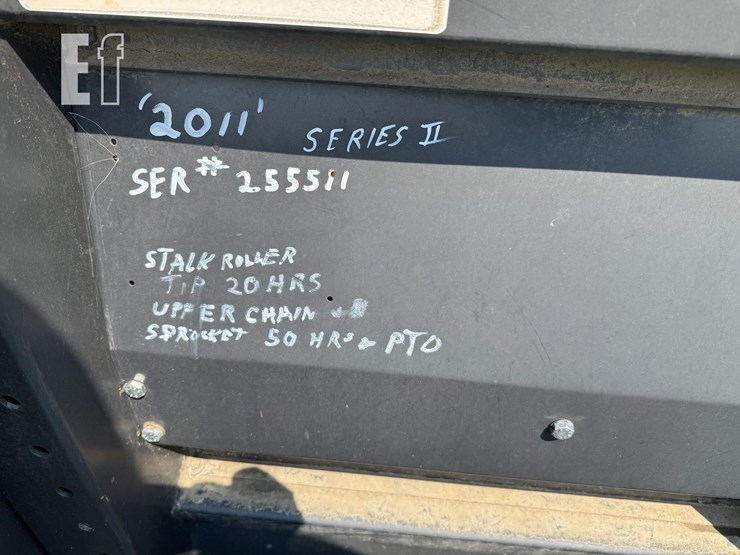 Ef
'2011' SERIES II
SER# 255511
STALK ROLLER
TIP 20 HRS
UPPER CHAIN
SPROCKET 50 HRS & PTO